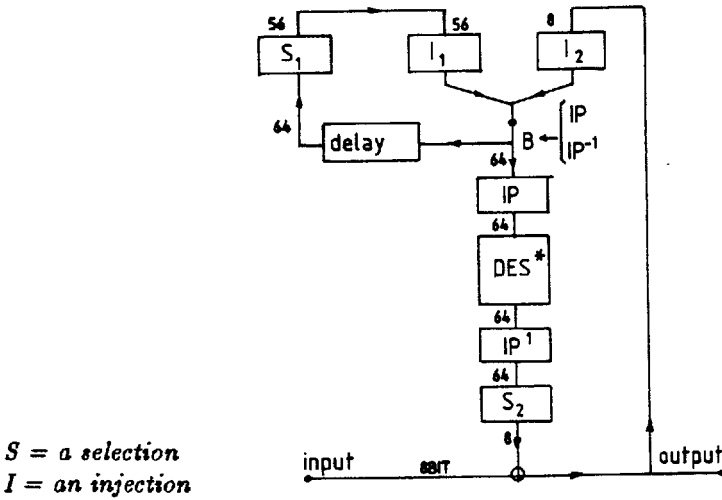 56 56 8
S1 I1 I2
64 delay B IP
IP-1
64
IP
64
DES*
64
IP1
64
S2
8
S = a selection
I = an injection
input 8BIT output